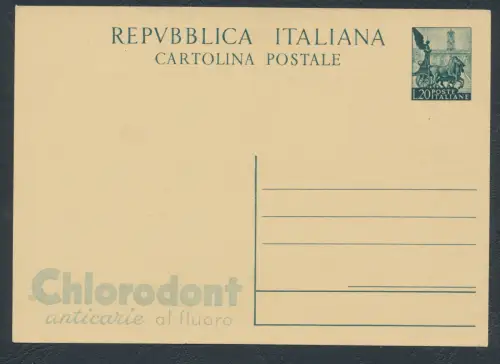 REPVBBLICA ITALIANA
CARTOLINA POSTALE
L.20 POSTE
ITALIANE
Chlorodont
anticarie al fluoro